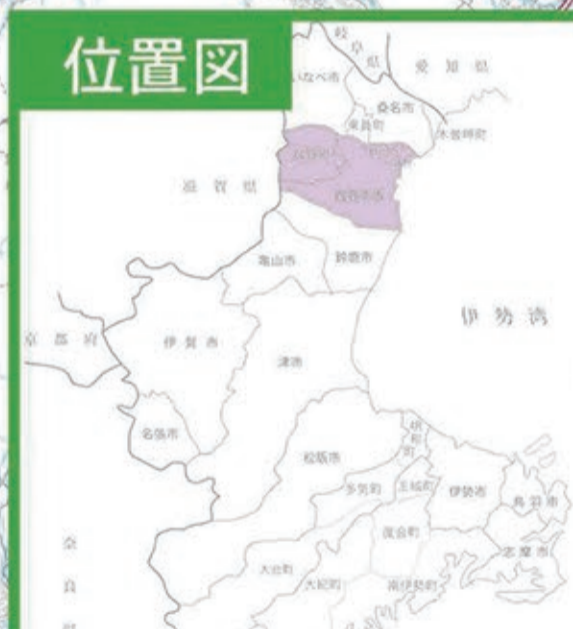 位置図
岐阜県
愛知県
いなべ市
桑名市
東員町
木曽岬町
滋賀県
菰野町
四日市市
亀山市
鈴鹿市
伊勢湾
京都府
伊賀市
津市
名張市
松阪市
明和町
多気町
玉城町
伊勢市
鳥羽市
度会町
志摩市
大台町
大紀町
南伊勢町
奈良